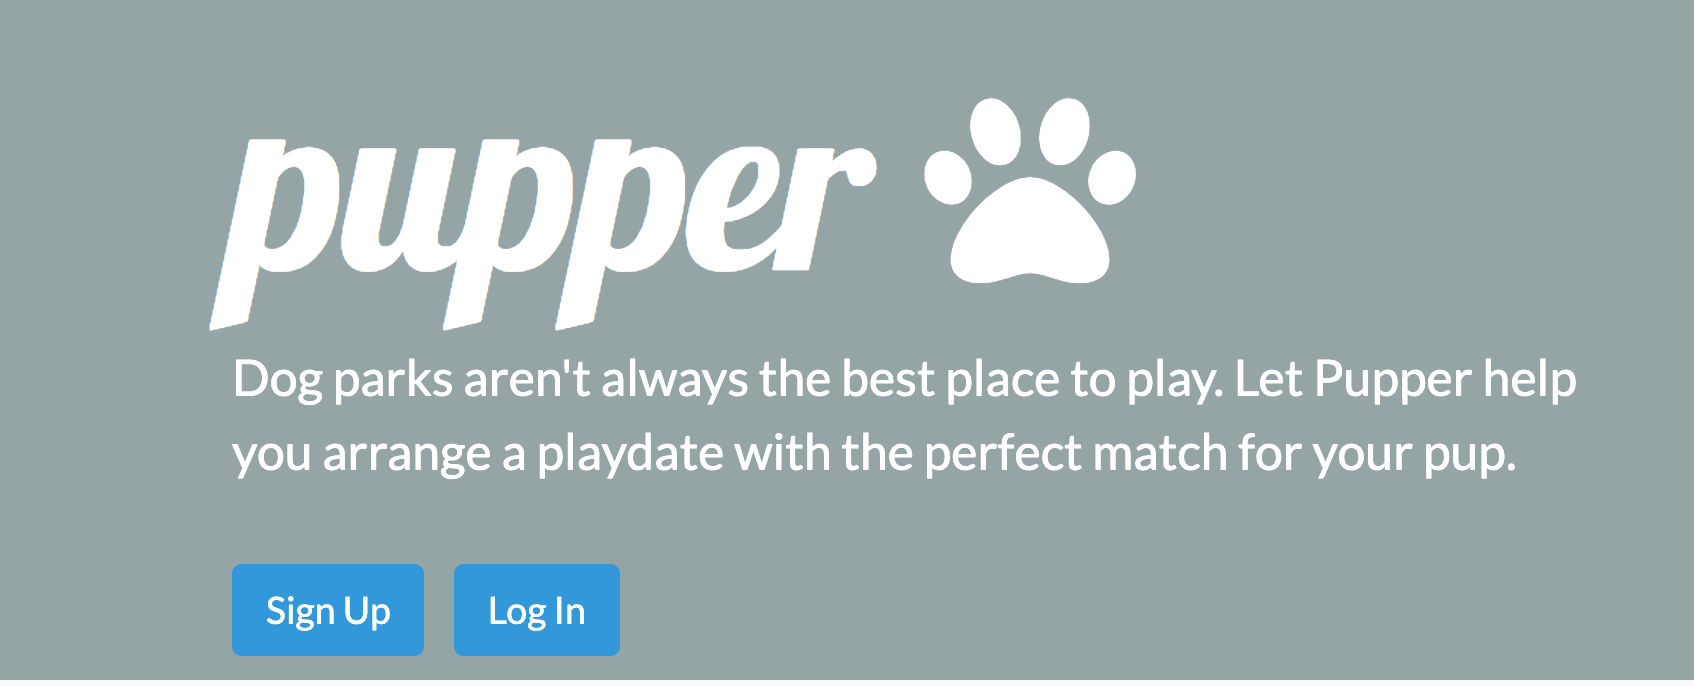 pupper
Dog parks aren't always the best place to play. Let Pupper help
you arrange a playdate with the perfect match for your pup.
Sign Up
Log In